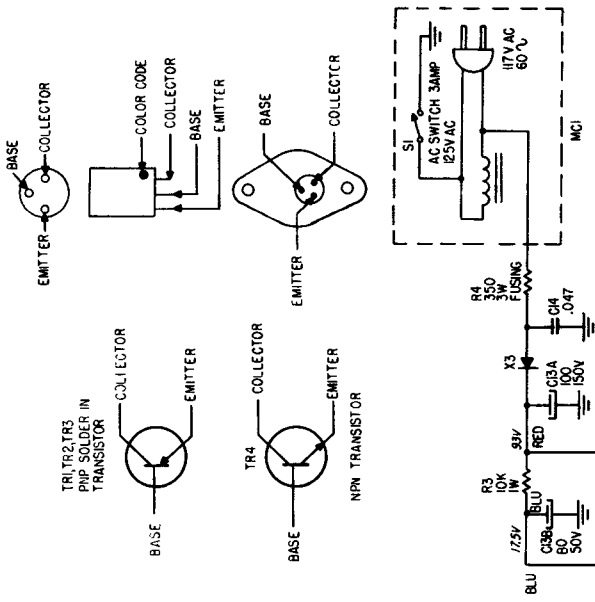 BASE
COLLECTOR
EMITTER
COLOR CODE
COLLECTOR
BASE
EMITTER
BASE
COLLECTOR
EMITTER
TR1,TR2,TR3
PNP SOLDER IN
TRANSISTOR
COLLECTOR
EMITTER
BASE
TR4
COLLECTOR
EMITTER
BASE
NPN TRANSISTOR
S1
AC SWITCH 3AMP
125V AC
117V AC
60~
MC1
R4
350
3W
FUSING
C14
.047
X3
C13A
100
150V
93V
RED
R3
10K
1W
BLU
17.5V
C13B
80
50V
BLU